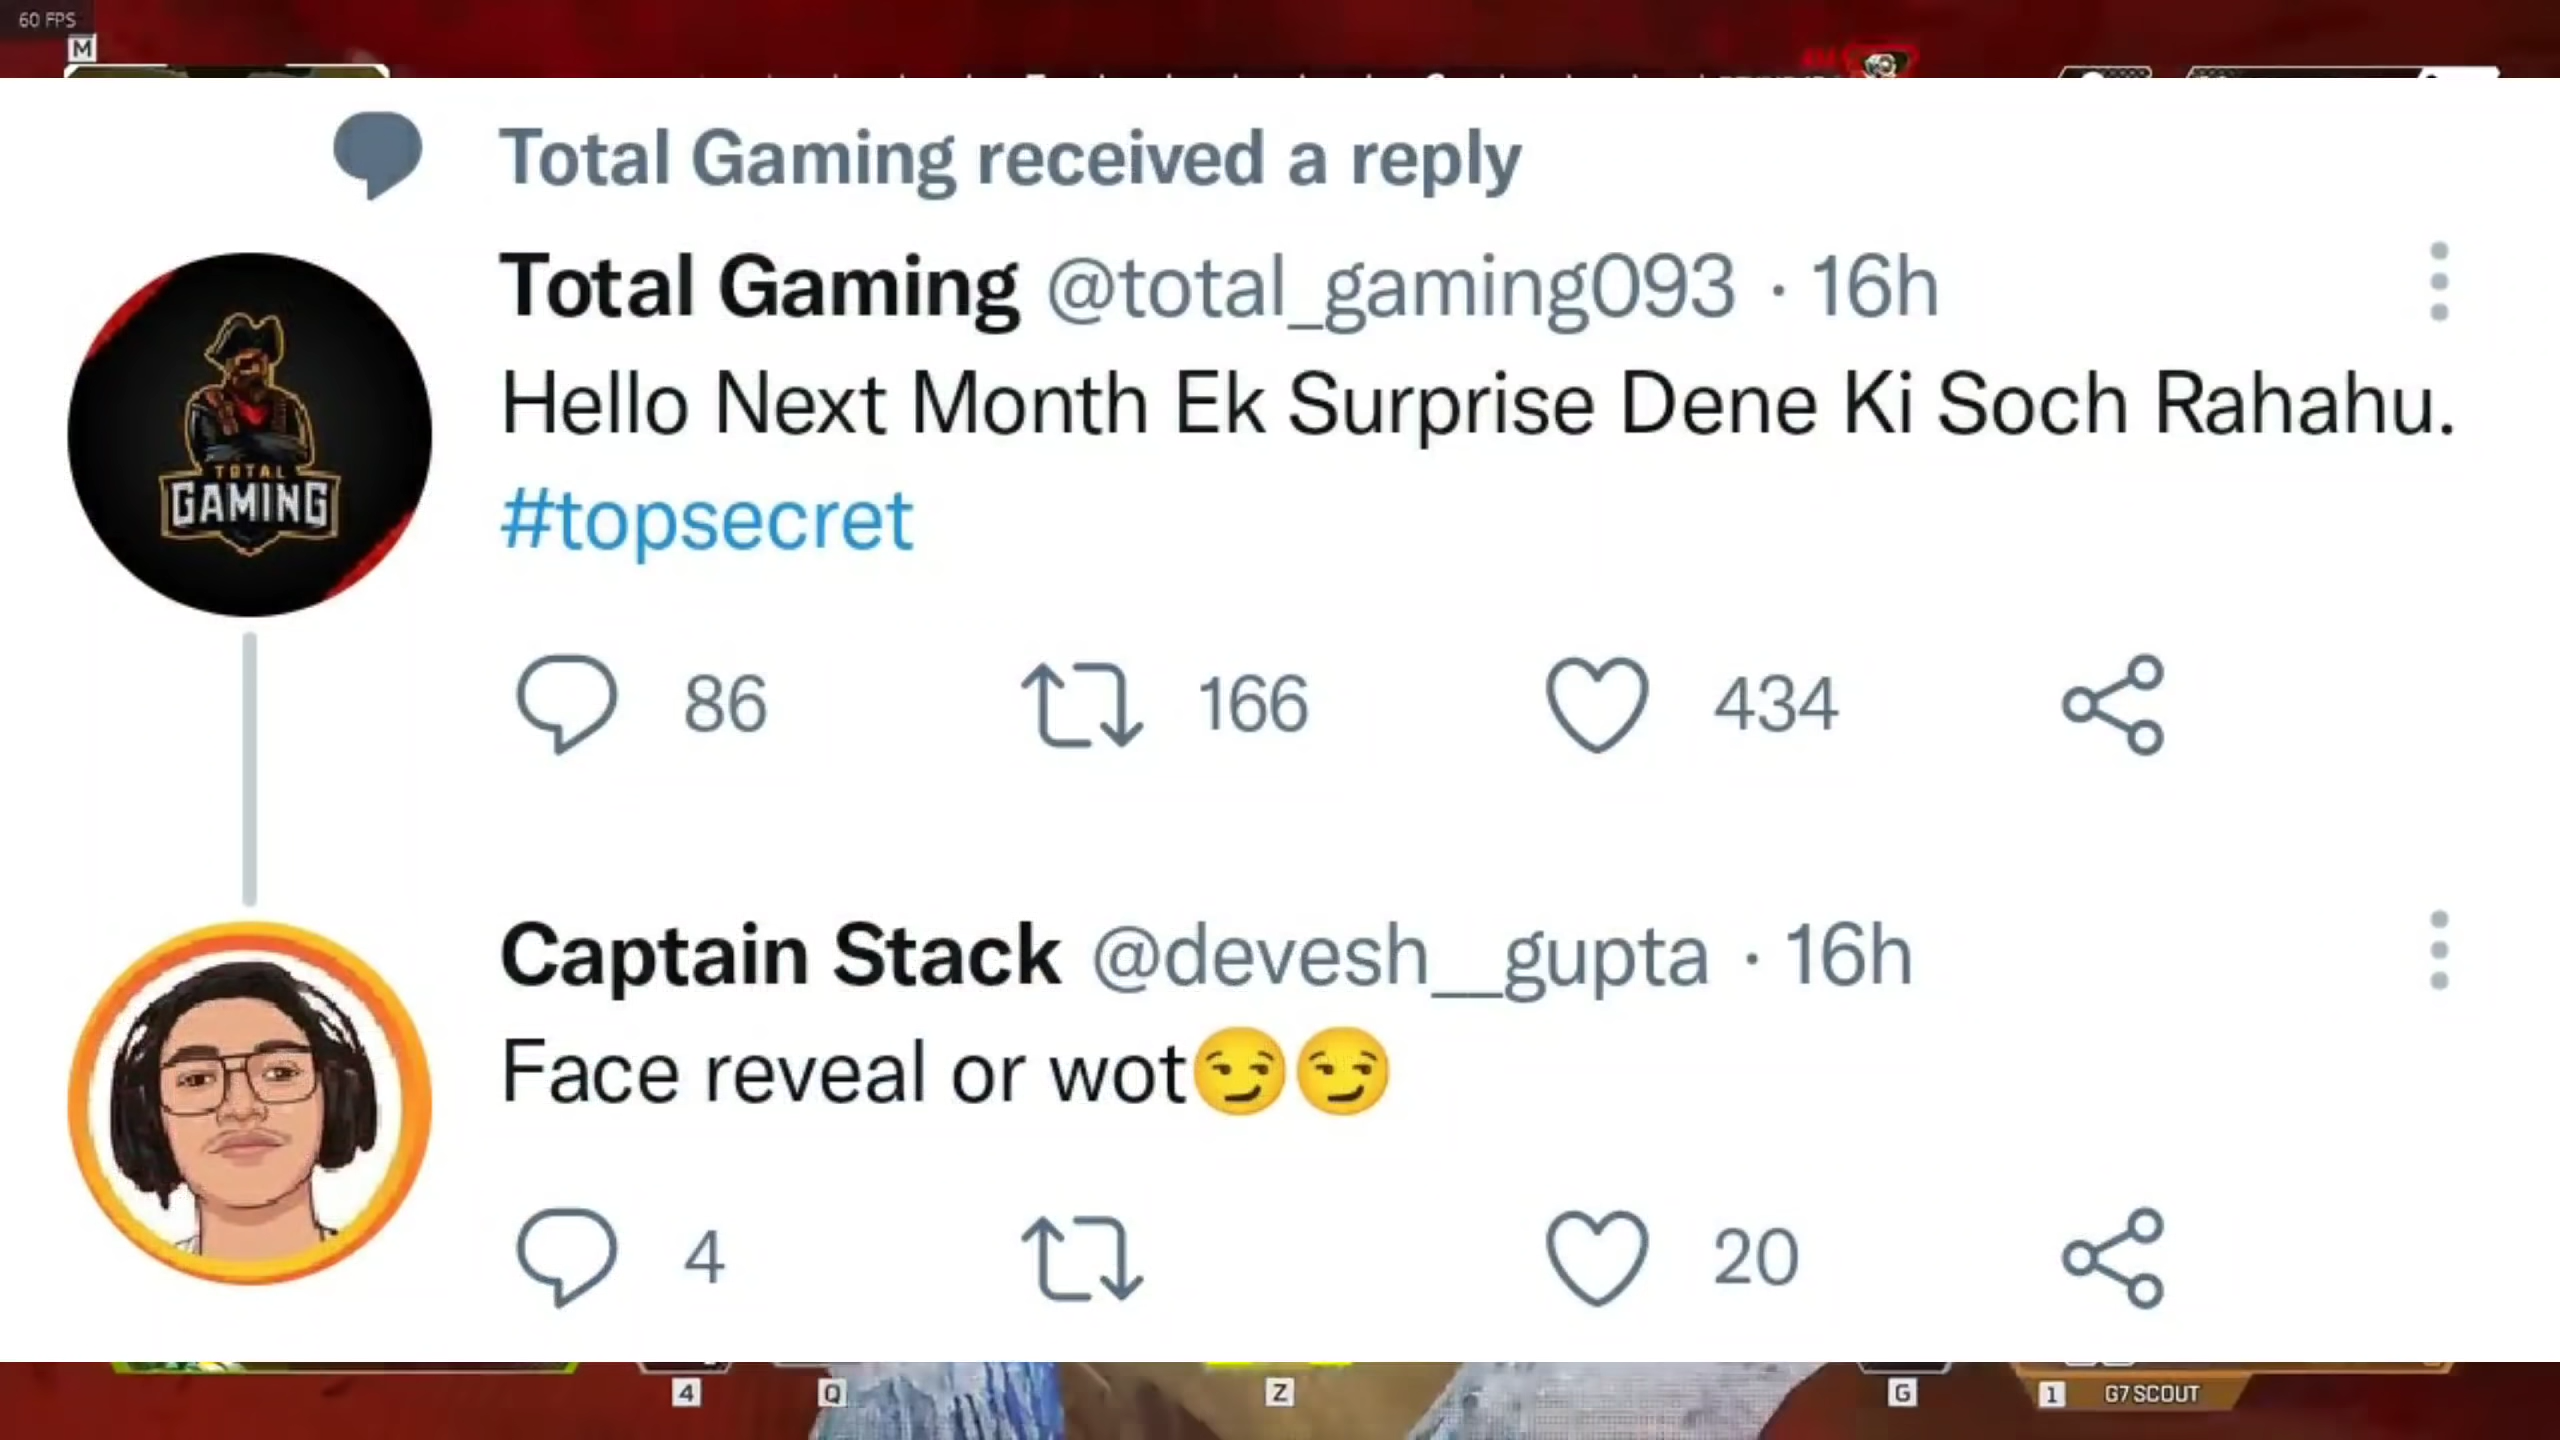 60 FPS
M
Total Gaming received a reply
Total Gaming @total_gaming093 · 16h
Hello Next Month Ek Surprise Dene Ki Soch Rahahu.
#topsecret
TOTAL
GAMING
86 166 434
Captain Stack @devesh__gupta · 16h
Face reveal or wot😏😏
4 20
4 Q Z G 1 G7 SCOUT